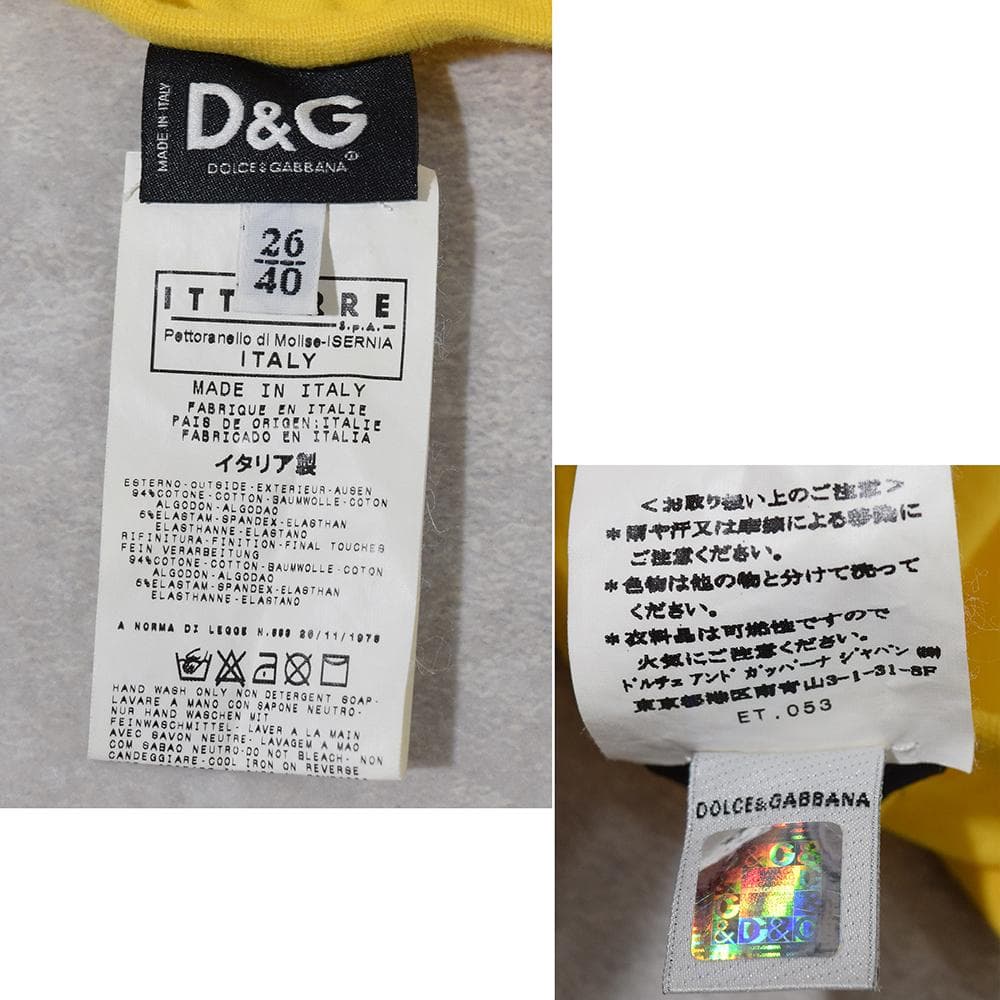 MADE IN ITALY
D&G
DOLCE&GABBANA
26
40
ITT RRE
S.p.A.
Pettoranello di Molise-ISERNIA
ITALY
MADE IN ITALY
FABRIQUE EN ITALIE
PAIS DE ORIGEN:ITALIE
FABRICADO EN ITALIA
イタリア製
ESTERNO-OUTSIDE-EXTERIEUR-AUSEN
94%COTONE-COTTON-BAUMWOLLE-COTON
ALGODON-ALGODAO
6%ELASTAM-SPANDEX-ELASTHAN
ELASTHANNE-ELASTANO
RIFINITURA-FINITION-FINAL TOUCHES
FEIN VERARBEITUNG
94%COTONE-COTTON-BAUMWOLLE-COTON
ALGODON-ALGODAO
6%ELASTAM-SPANDEX-ELASTHAN
ELASTHANNE-ELASTANO
A NORMA DI LEGGE N.883 26/11/1973
HAND WASH ONLY NON DETERGENT SOAP-
LAVARE A MANO CON SAPONE NEUTRO-
NUR HAND WASCHEN MIT
FEINWASCHMITTEL- LAVER A LA MAIN
AVEC SAVON NEUTRE- LAVAGEM A MAO
COM SABAO NEUTRO-DO NOT BLEACH- NON
CANDEGGIARE-COOL IRON ON REVERSE
<お取り扱い上のご注意>
*雨や汗又は摩擦による移染に
ご注意ください。
*色物は他の物と分けて洗って
ください。
*衣料品は可燃性ですので
火気にご注意ください。
ドルチェ アンド ガッバーナ ジャパン (株)
東京都港区南青山3-1-31-8F
ET.053
DOLCE&GABBANA
&G&
D
G
&D&G